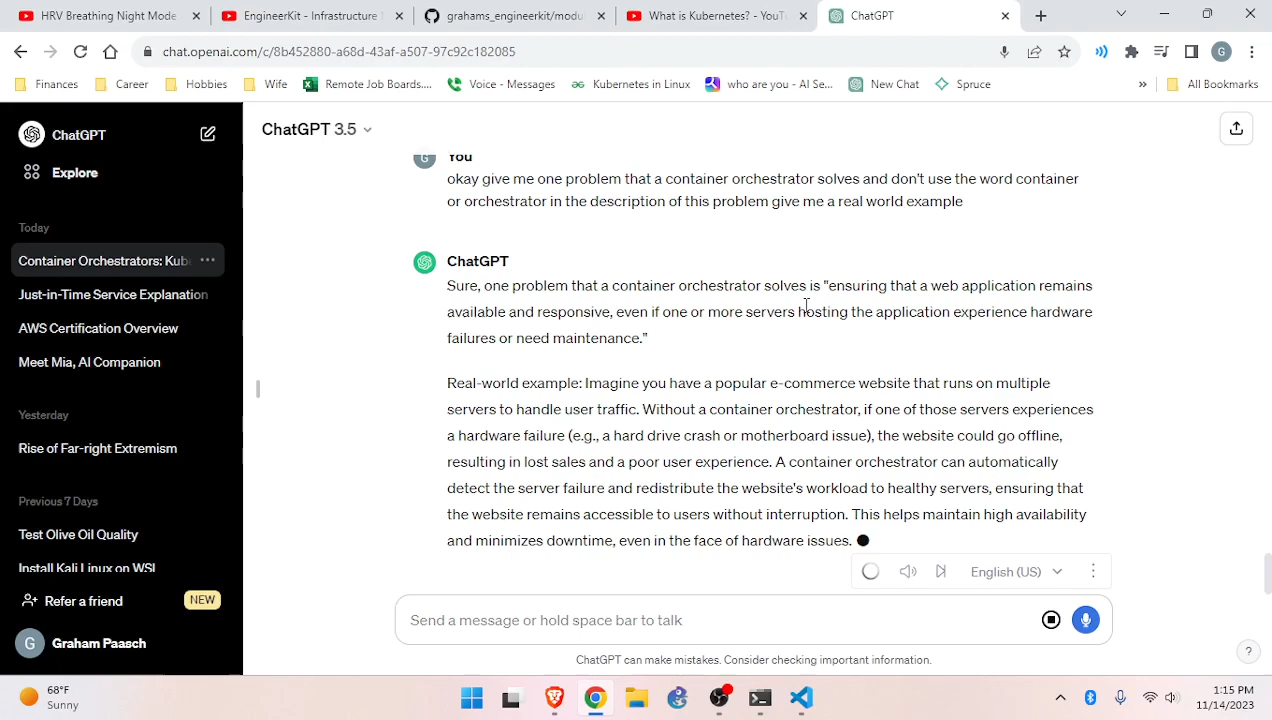 HRV Breathing Night Mode
EngineerKit - Infrastructure
grahams_engineerkit/modu
What is Kubernetes? - YouT
ChatGPT
chat.openai.com/c/8b452880-a68d-43af-a507-97c92c182085
G
Finances
Career
Hobbies
Wife
Remote Job Boards....
Voice - Messages
Kubernetes in Linux
who are you - AI Se...
New Chat
Spruce
»
All Bookmarks
ChatGPT
Explore
Today
Container Orchestrators: Kub
Just-in-Time Service Explanation
AWS Certification Overview
Meet Mia, AI Companion
Yesterday
Rise of Far-right Extremism
Previous 7 Days
Test Olive Oil Quality
Install Kali Linux on WSL
Refer a friend
NEW
G
Graham Paasch
ChatGPT 3.5
G
You
okay give me one problem that a container orchestrator solves and don't use the word container
or orchestrator in the description of this problem give me a real world example
ChatGPT
Sure, one problem that a container orchestrator solves is "ensuring that a web application remains
available and responsive, even if one or more servers hosting the application experience hardware
failures or need maintenance."
Real-world example: Imagine you have a popular e-commerce website that runs on multiple
servers to handle user traffic. Without a container orchestrator, if one of those servers experiences
a hardware failure (e.g., a hard drive crash or motherboard issue), the website could go offline,
resulting in lost sales and a poor user experience. A container orchestrator can automatically
detect the server failure and redistribute the website's workload to healthy servers, ensuring that
the website remains accessible to users without interruption. This helps maintain high availability
and minimizes downtime, even in the face of hardware issues.
English (US)
Send a message or hold space bar to talk
ChatGPT can make mistakes. Consider checking important information.
?
68°F
Sunny
1:15 PM
11/14/2023